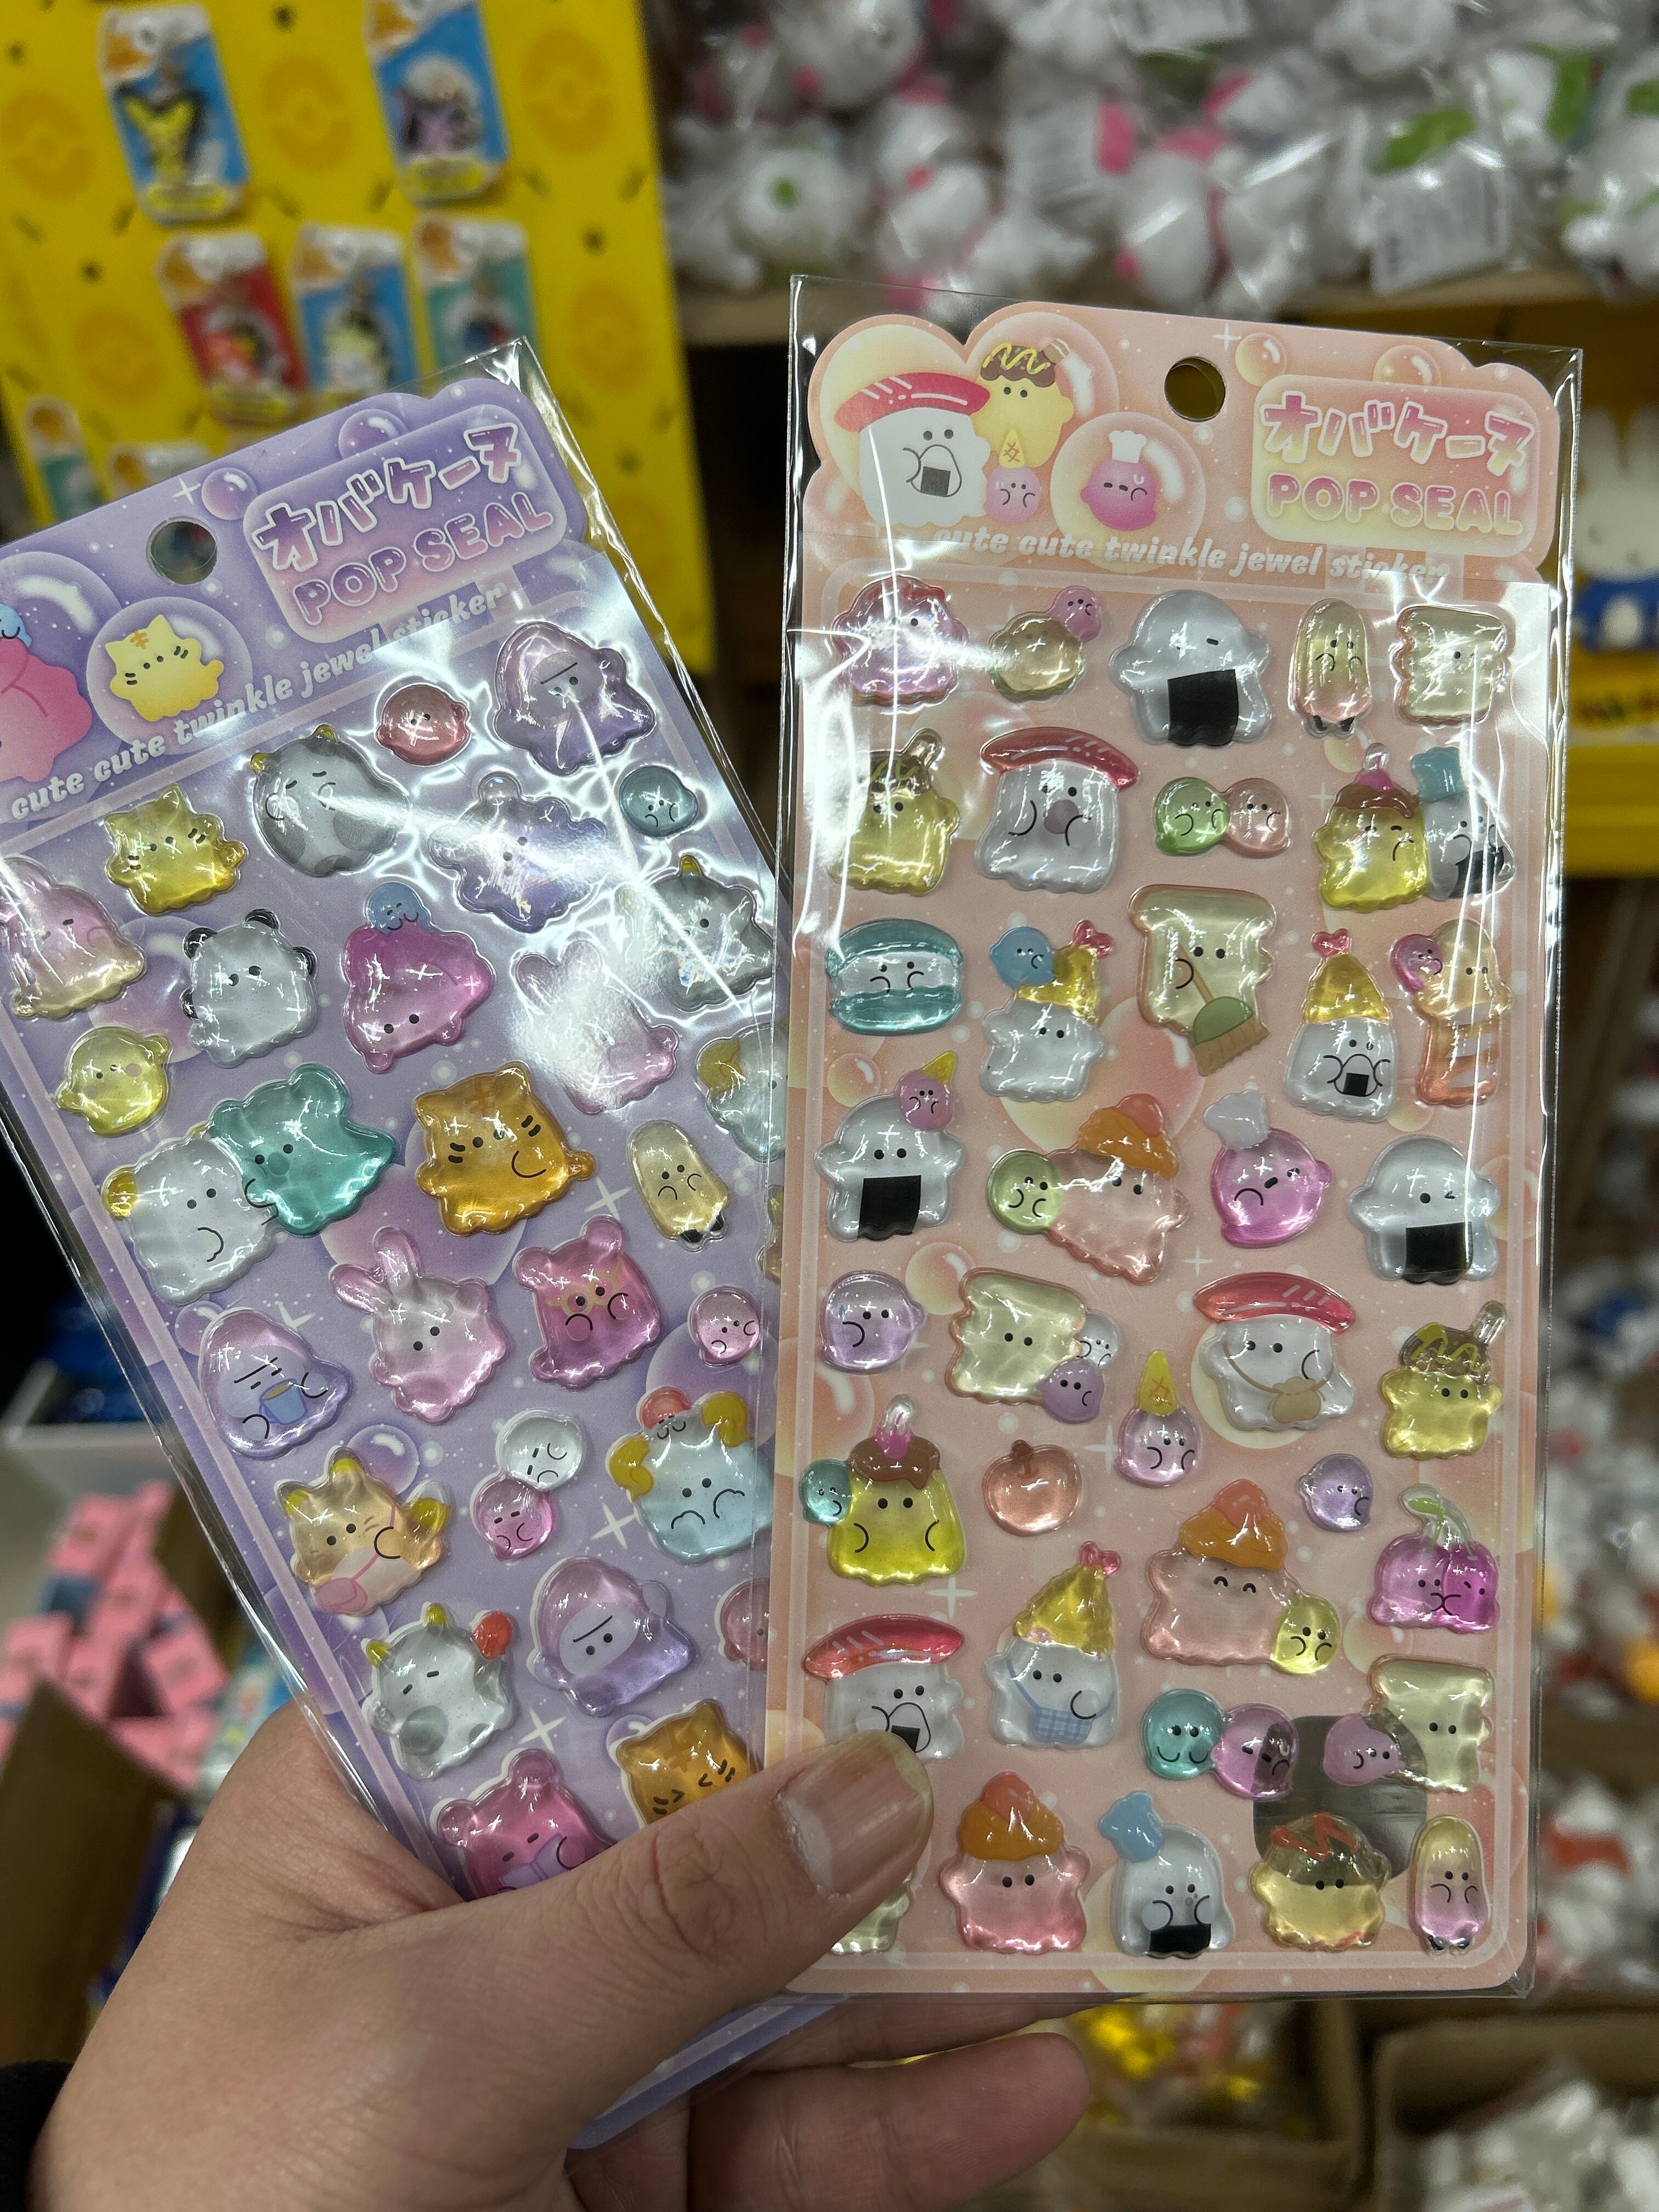 オバケーヌ
POP SEAL
cute cute twinkle jewel sticker
オバケーヌ
POP SEAL
cute cute twinkle jewel sticker